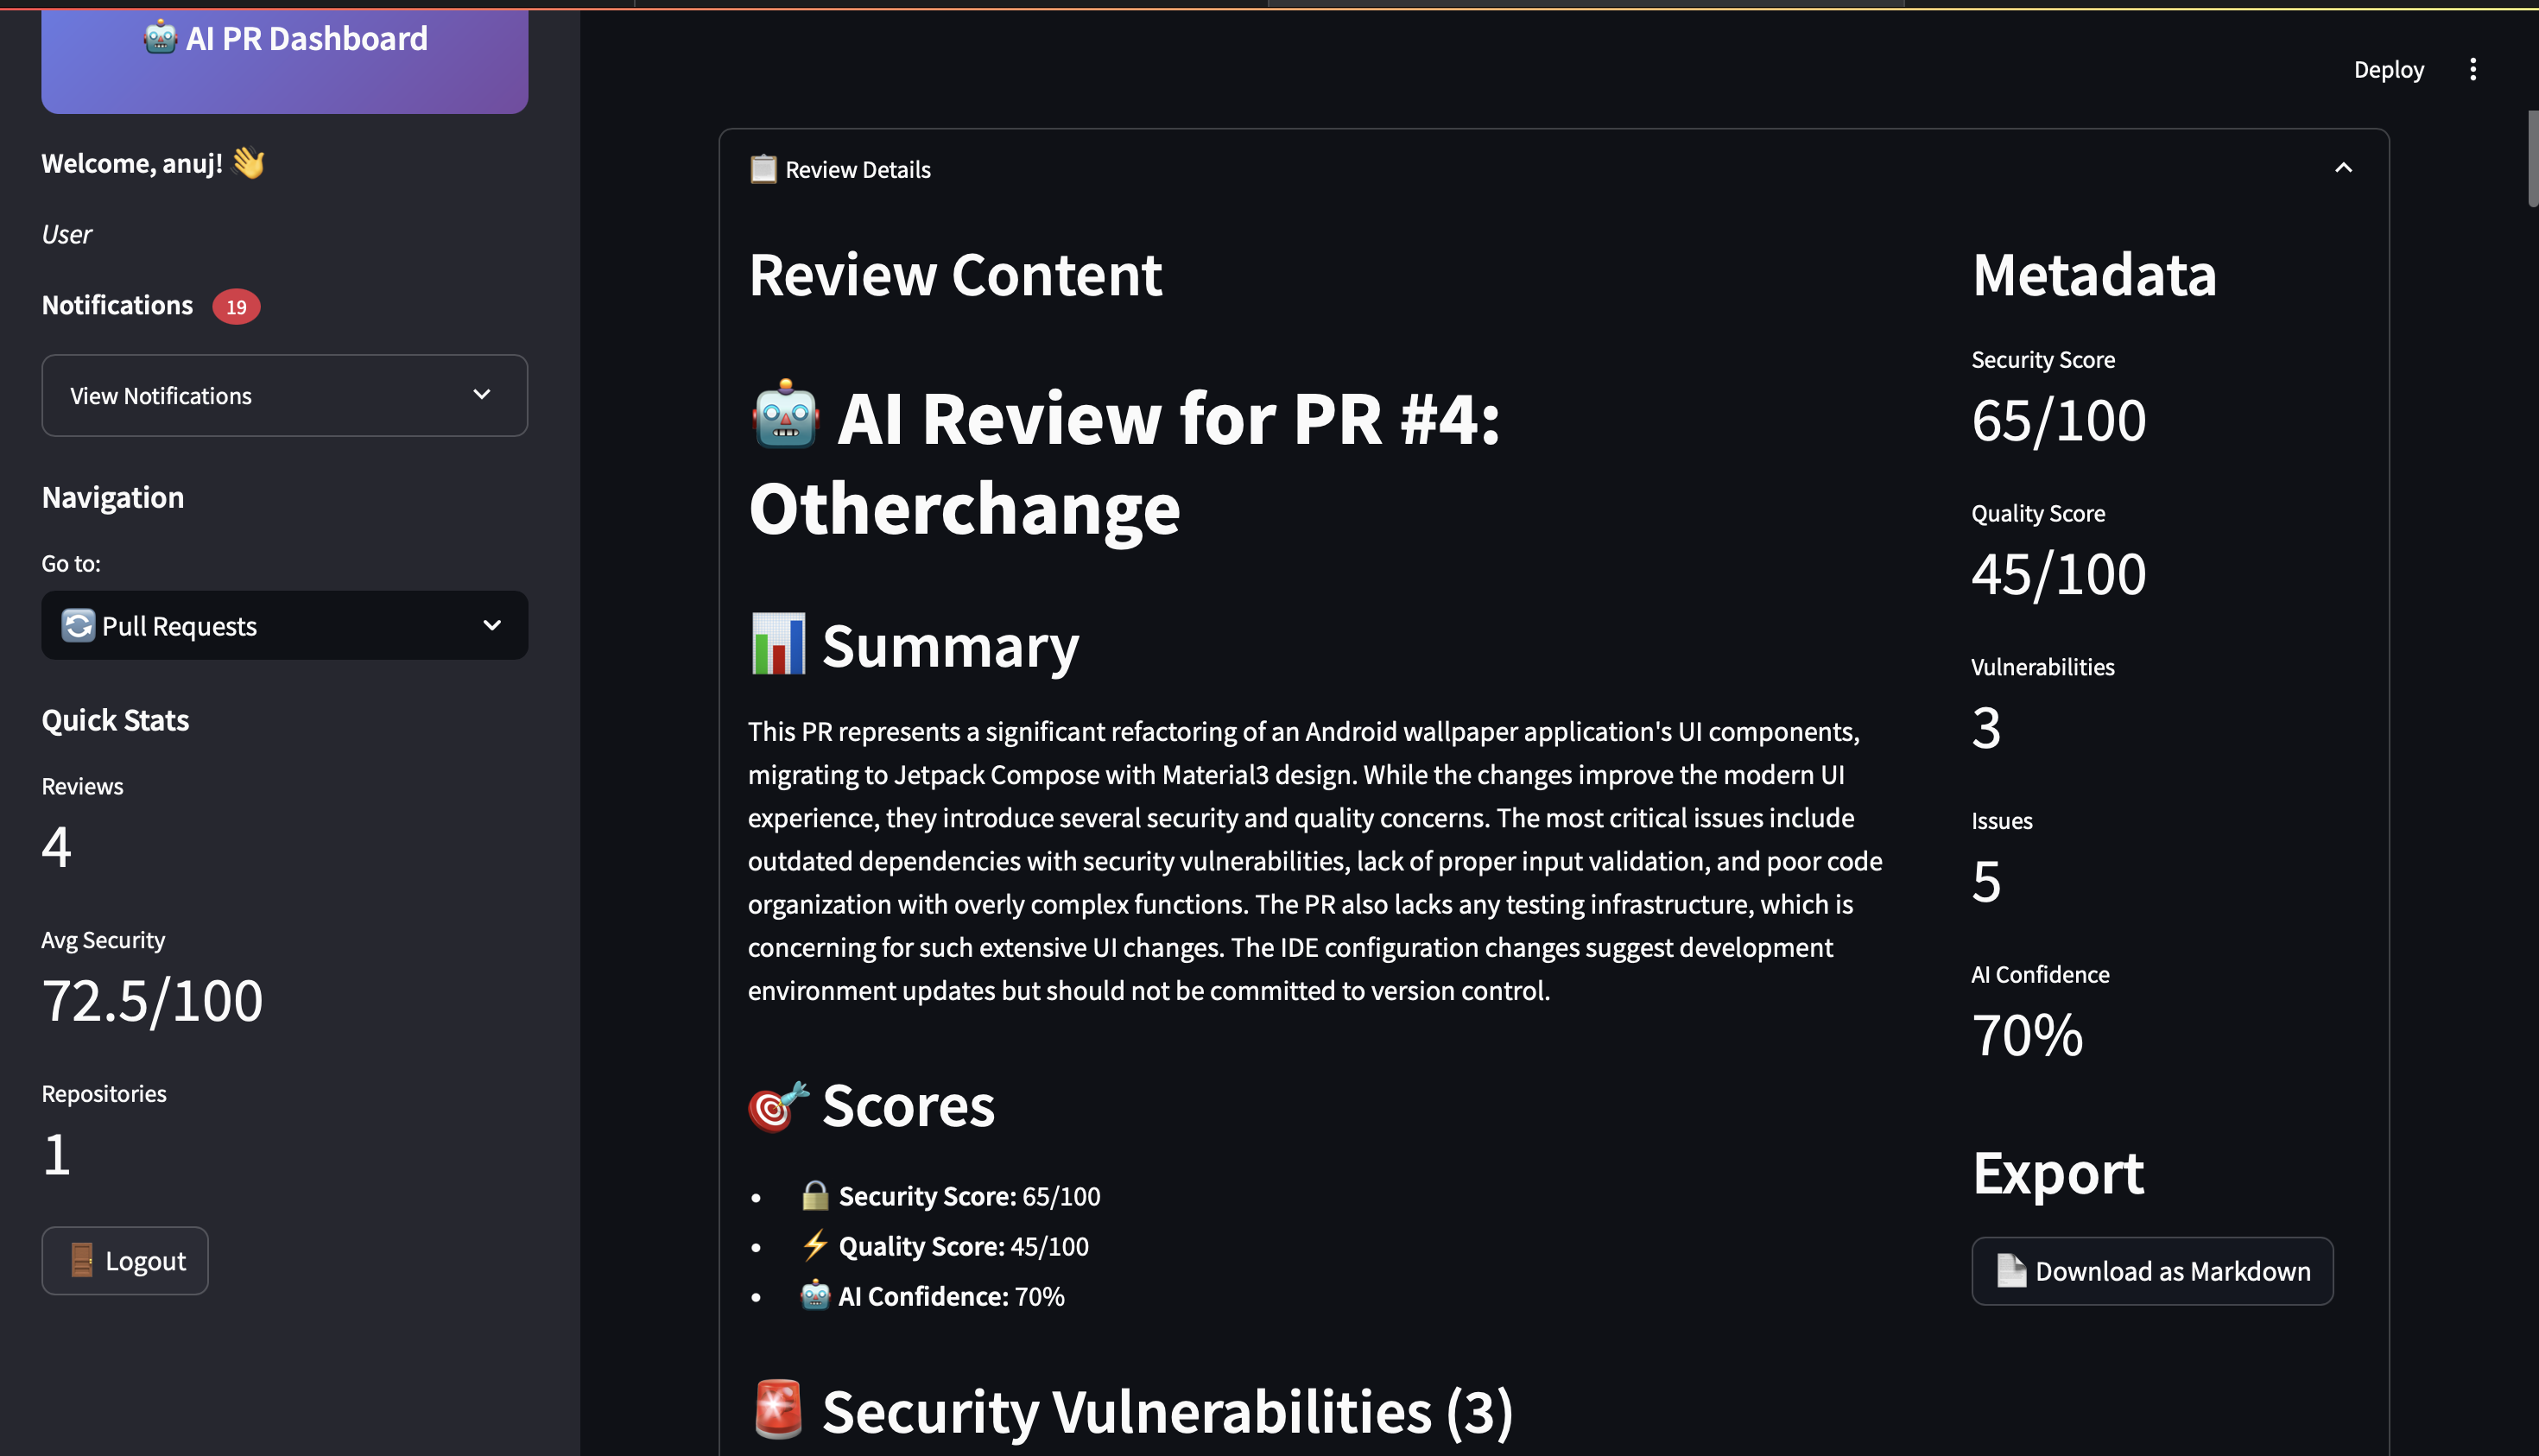 AI PR Dashboard
Welcome, anuj!
User
Notifications 19
View Notifications
Navigation
Go to:
Pull Requests
Quick Stats
Reviews
4
Avg Security
72.5/100
Repositories
1
Logout
Deploy
Review Details
Review Content
AI Review for PR #4:
Otherchange
Summary
This PR represents a significant refactoring of an Android wallpaper application's UI components,
migrating to Jetpack Compose with Material3 design. While the changes improve the modern UI
experience, they introduce several security and quality concerns. The most critical issues include
outdated dependencies with security vulnerabilities, lack of proper input validation, and poor code
organization with overly complex functions. The PR also lacks any testing infrastructure, which is
concerning for such extensive UI changes. The IDE configuration changes suggest development
environment updates but should not be committed to version control.
Scores
• Security Score: 65/100
• Quality Score: 45/100
• AI Confidence: 70%
Security Vulnerabilities (3)
Metadata
Security Score
65/100
Quality Score
45/100
Vulnerabilities
3
Issues
5
AI Confidence
70%
Export
Download as Markdown